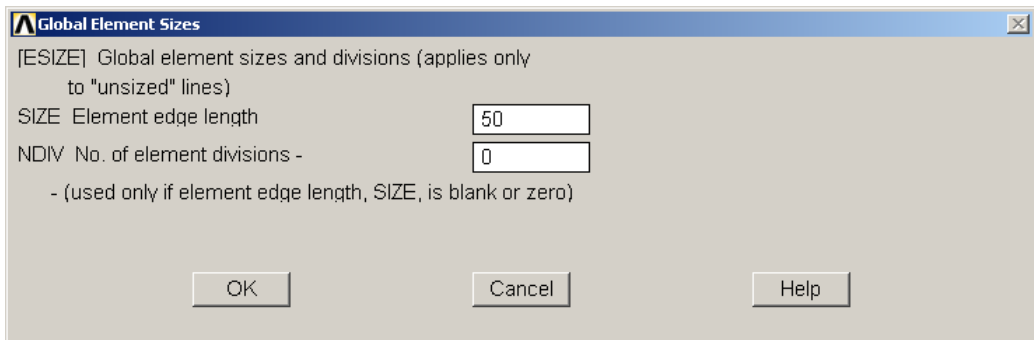 Global Element Sizes
[ESIZE] Global element sizes and divisions (applies only
to "unsized" lines)
SIZE Element edge length 50
NDIV No. of element divisions - 0
- (used only if element edge length, SIZE, is blank or zero)
OK Cancel Help